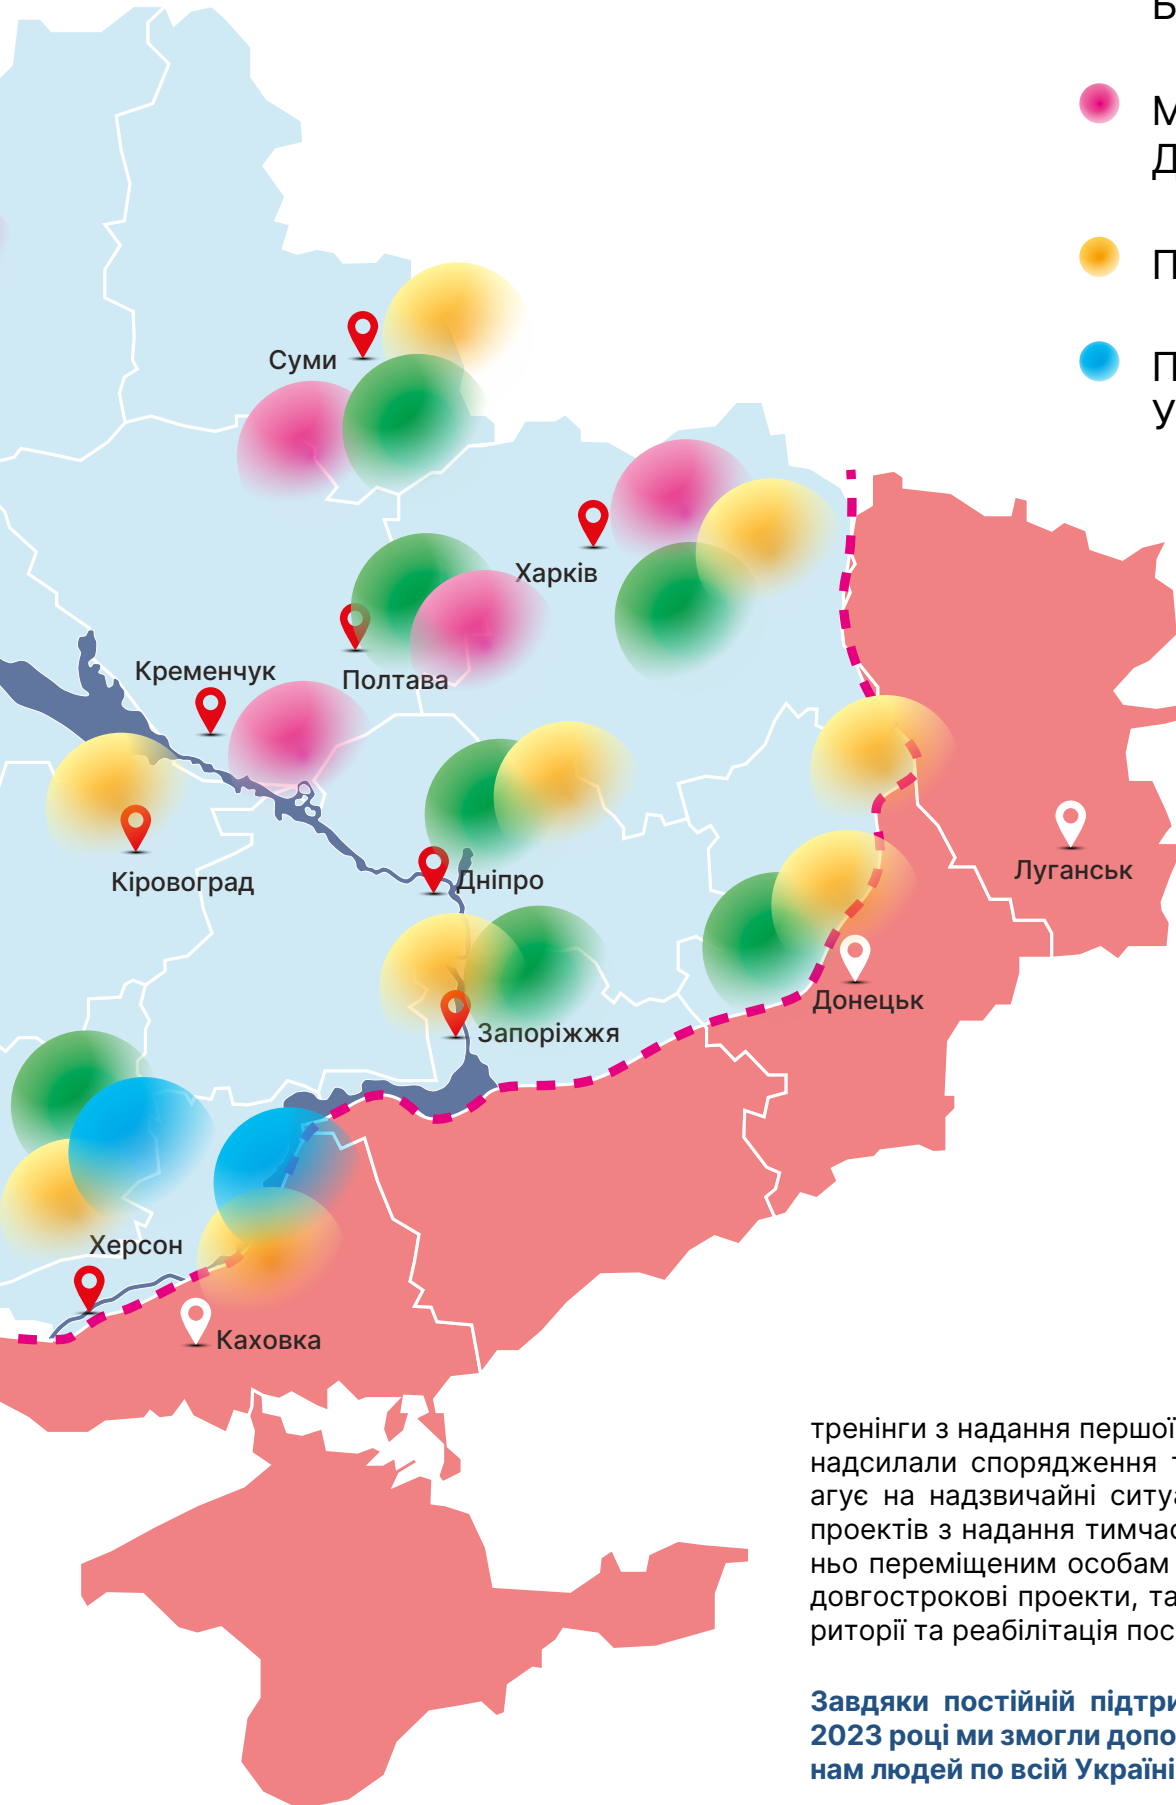 Б
М
Д
П
П
У
Суми
Харків
Кременчук
Полтава
Кіровоград
Дніпро
Луганськ
Донецьк
Запоріжжя
Херсон
Каховка
тренінги з надання першої
надсилали спорядження т
агує на надзвичайні ситуа
проектів з надання тимчас
ньо переміщеним особам
довгострокові проекти, та
риторії та реабілітація пос
Завдяки постійній підтри
2023 році ми змогли допо
нам людей по всій Україні